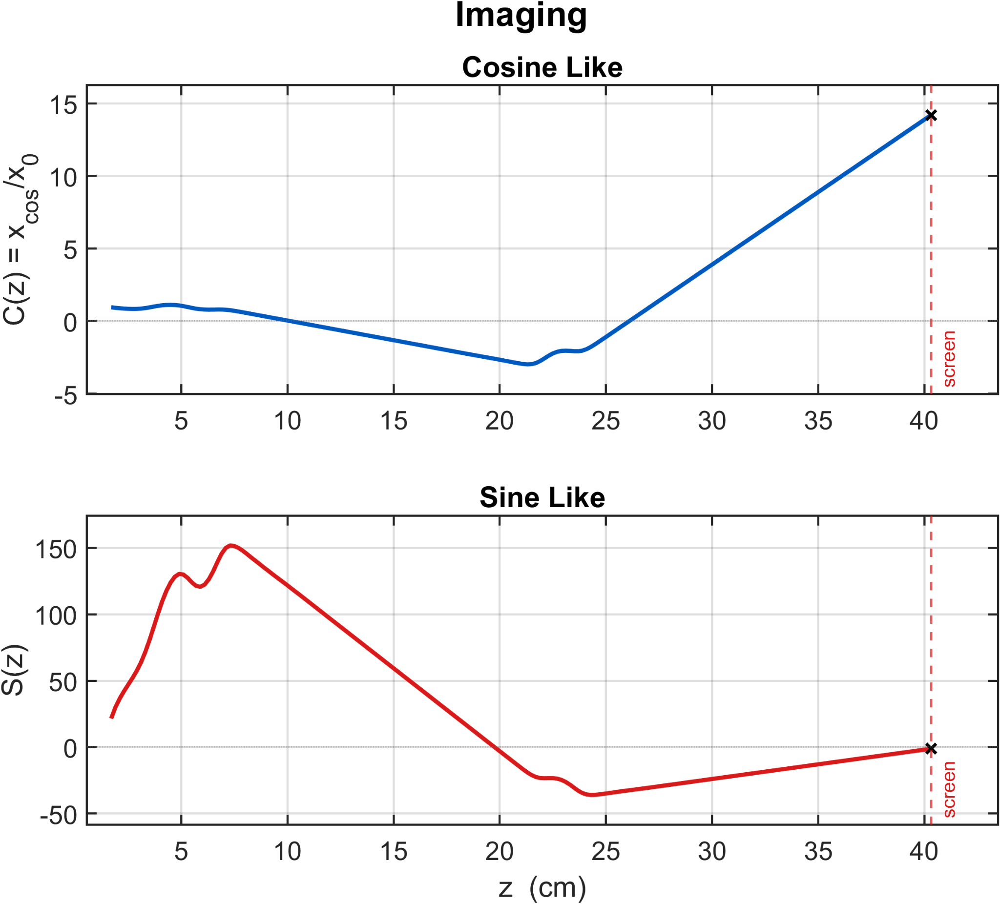 Imaging
Cosine Like
C(z) = x_cos/x_0
15
10
5
0
-5
screen
5 10 15 20 25 30 35 40
Sine Like
S(z)
150
100
50
0
-50
screen
5 10 15 20 25 30 35 40
z (cm)